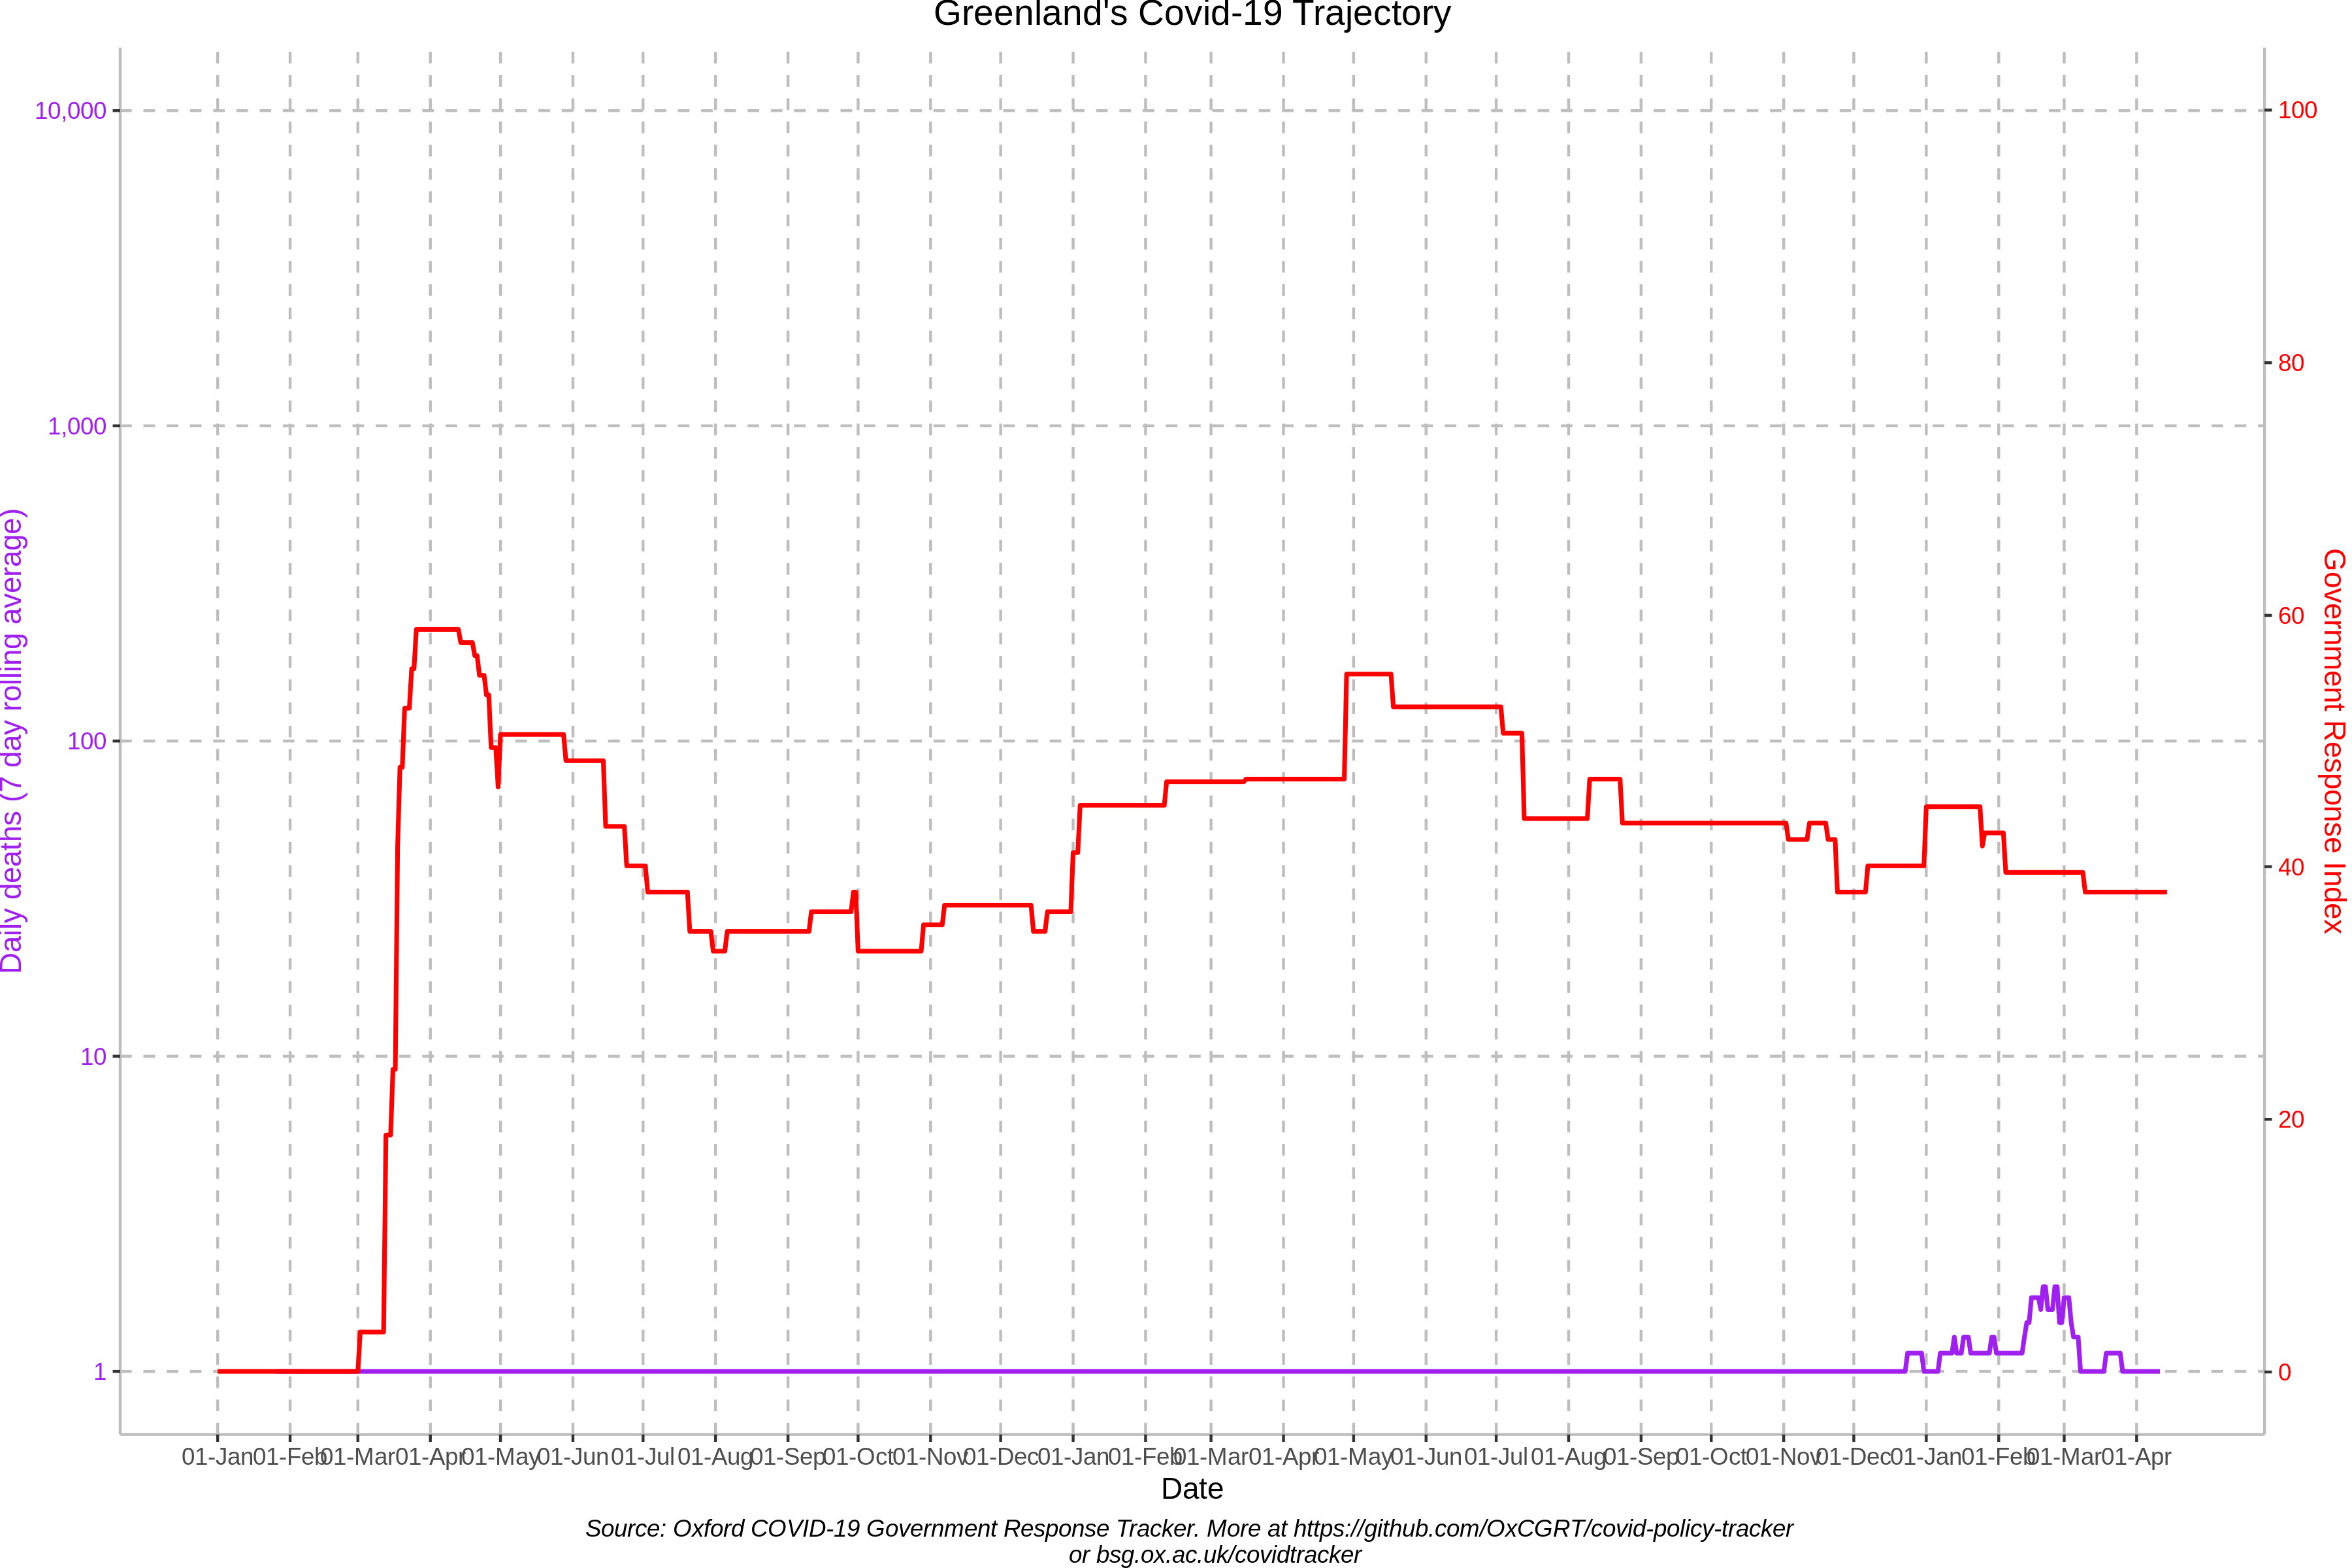 Greenland's Covid-19 Trajectory
10,000
1,000
100
10
1
Daily deaths (7 day rolling average)
100
80
60
40
20
0
Government Response Index
01-Jan 01-Feb 01-Mar 01-Apr 01-May 01-Jun 01-Jul 01-Aug 01-Sep 01-Oct 01-Nov 01-Dec 01-Jan 01-Feb 01-Mar 01-Apr 01-May 01-Jun 01-Jul 01-Aug 01-Sep 01-Oct 01-Nov 01-Dec 01-Jan 01-Feb 01-Mar 01-Apr
Date
Source: Oxford COVID-19 Government Response Tracker. More at https://github.com/OxCGRT/covid-policy-tracker
or bsg.ox.ac.uk/covidtracker